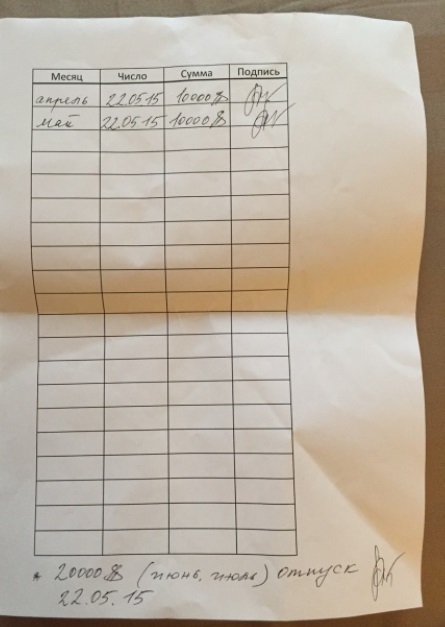 Месяц Число Сумма Подпись
апрель 22.05.15 10000$
май 22.05.15 10000$
* 20000$ (июнь, июль) отпуск
22.05.15